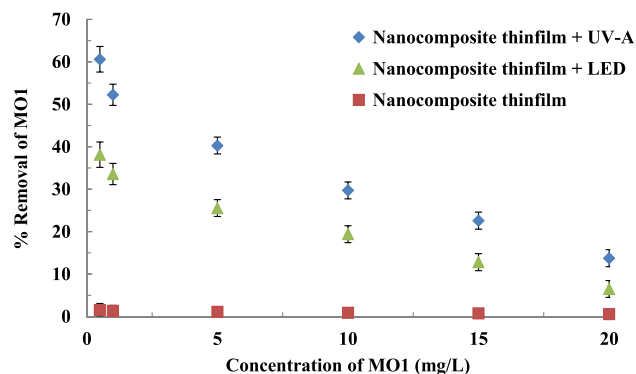 Nanocomposite thinfilm + UV-A
Nanocomposite thinfilm + LED
Nanocomposite thinfilm
% Removal of MO1
70
60
50
40
30
20
10
0
0 5 10 15 20
Concentration of MO1 (mg/L)